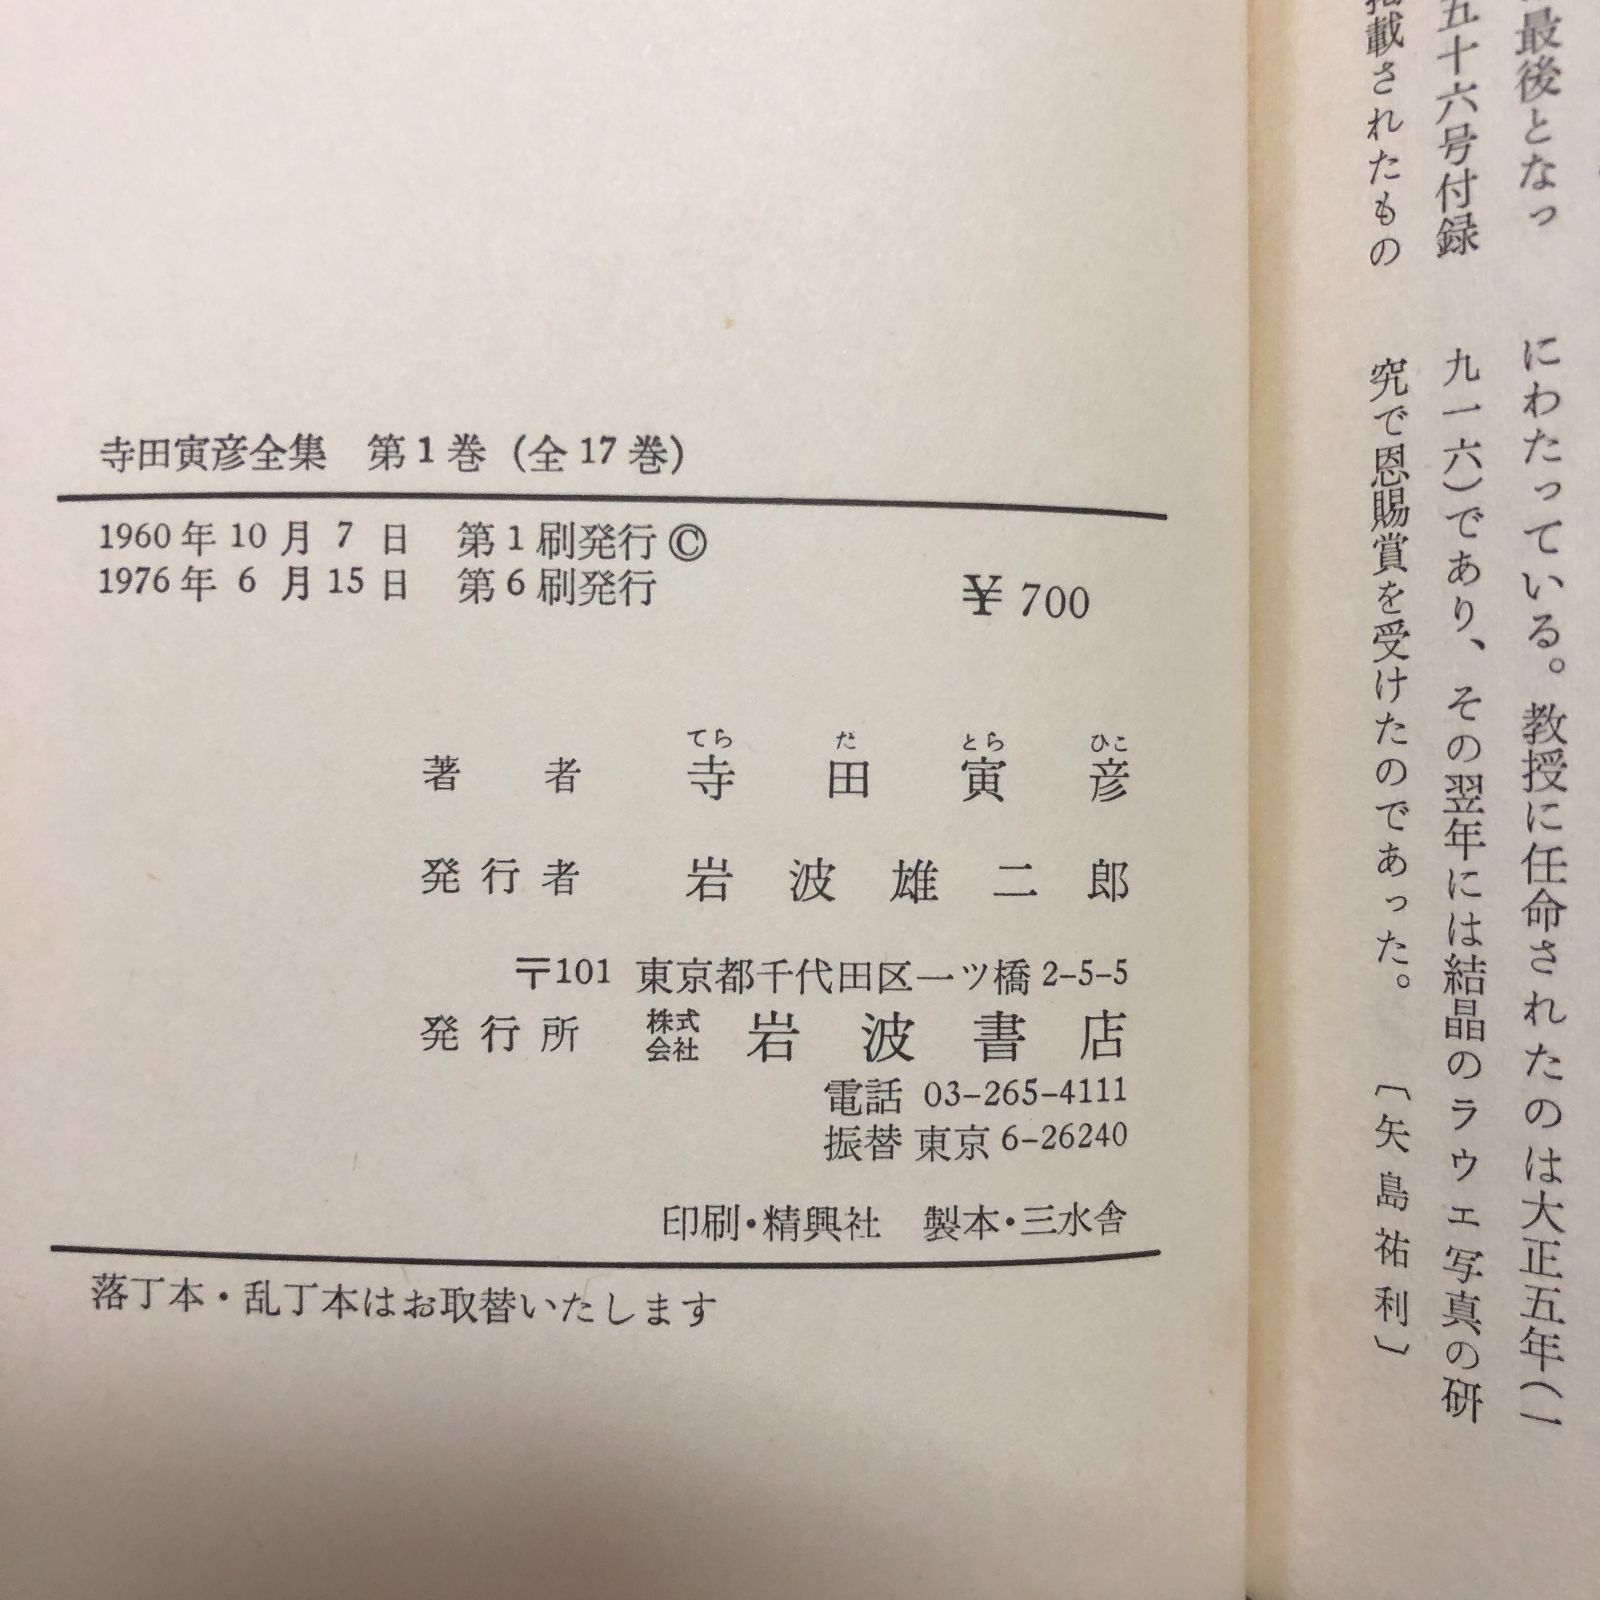 最後となっ
五十六号付録
載されたもの
にわたっている。教授に任命されたのは大正五年(一
九一六)であり、その翌年には結晶のラウエ写真の研
究で恩賜賞を受けたのであった。 〔矢島祐利〕
寺田寅彦全集 第1巻 (全17巻)
1960年10月7日 第1刷発行©
1976年6月15日 第6刷発行
¥700
てら だ とら ひこ
著者 寺田寅彦
発行者 岩波雄二郎
〒101 東京都千代田区一ツ橋2-5-5
発行所 株式会社 岩波書店
電話 03-265-4111
振替 東京6-26240
印刷・精興社 製本・三水舎
落丁本・乱丁本はお取替いたします